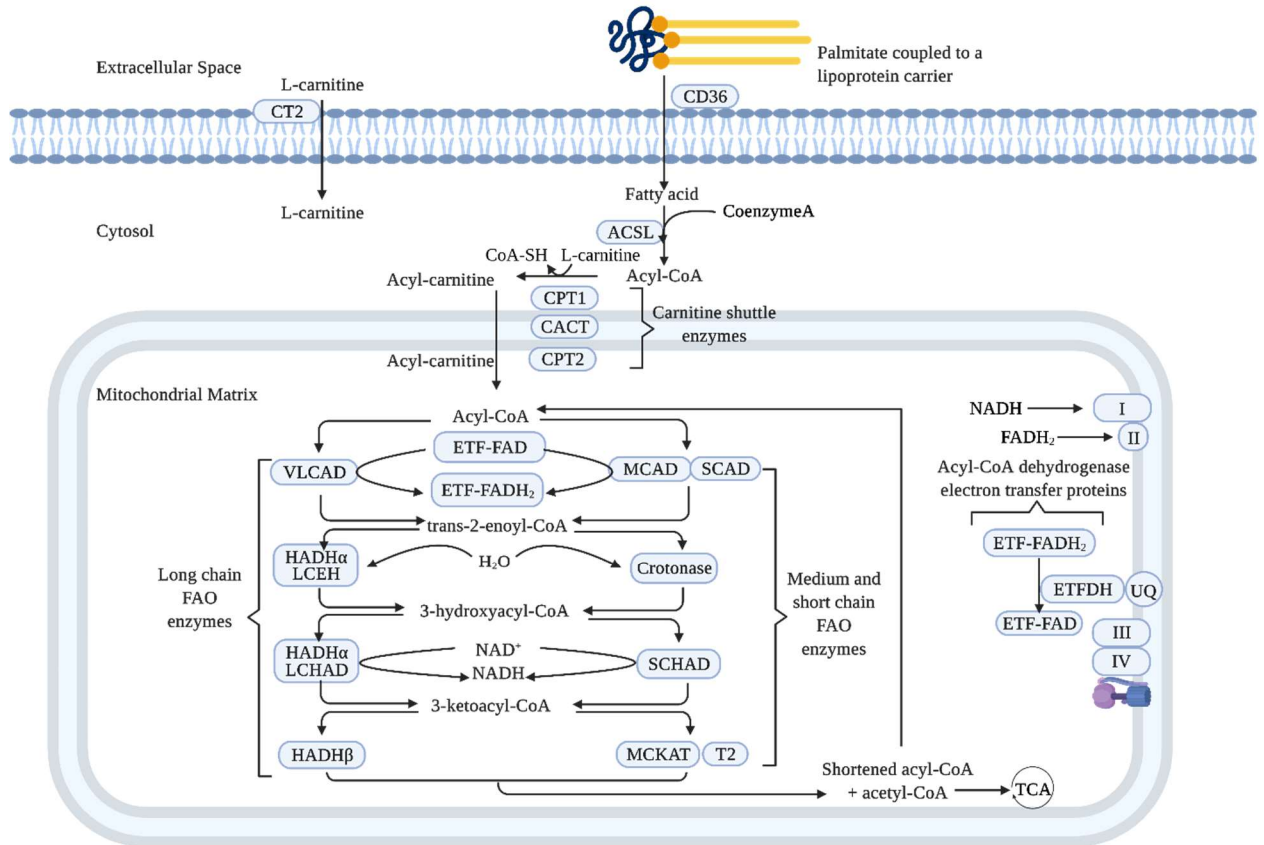 Extracellular Space
L-carnitine
CT2
Palmitate coupled to a
lipoprotein carrier
CD36
L-carnitine
Cytosol
Fatty acid
CoenzymeA
ACSL
CoA-SH
L-carnitine
Acyl-carnitine
Acyl-CoA
CPT1
CACT
CPT2
Carnitine shuttle
enzymes
Acyl-carnitine
Mitochondrial Matrix
Acyl-CoA
ETF-FAD
VLCAD
MCAD
SCAD
ETF-FADH₂
trans-2-enoyl-CoA
HADHα
LCEH
H₂O
Crotonase
Long chain
FAO
enzymes
3-hydroxyacyl-CoA
Medium and
short chain
FAO
enzymes
HADHα
LCHAD
NAD⁺
NADH
SCHAD
3-ketoacyl-CoA
HADHβ
MCKAT
T2
Shortened acyl-CoA
+ acetyl-CoA
TCA
NADH
I
FADH₂
II
Acyl-CoA dehydrogenase
electron transfer proteins
ETF-FADH₂
ETFDH
UQ
ETF-FAD
III
IV